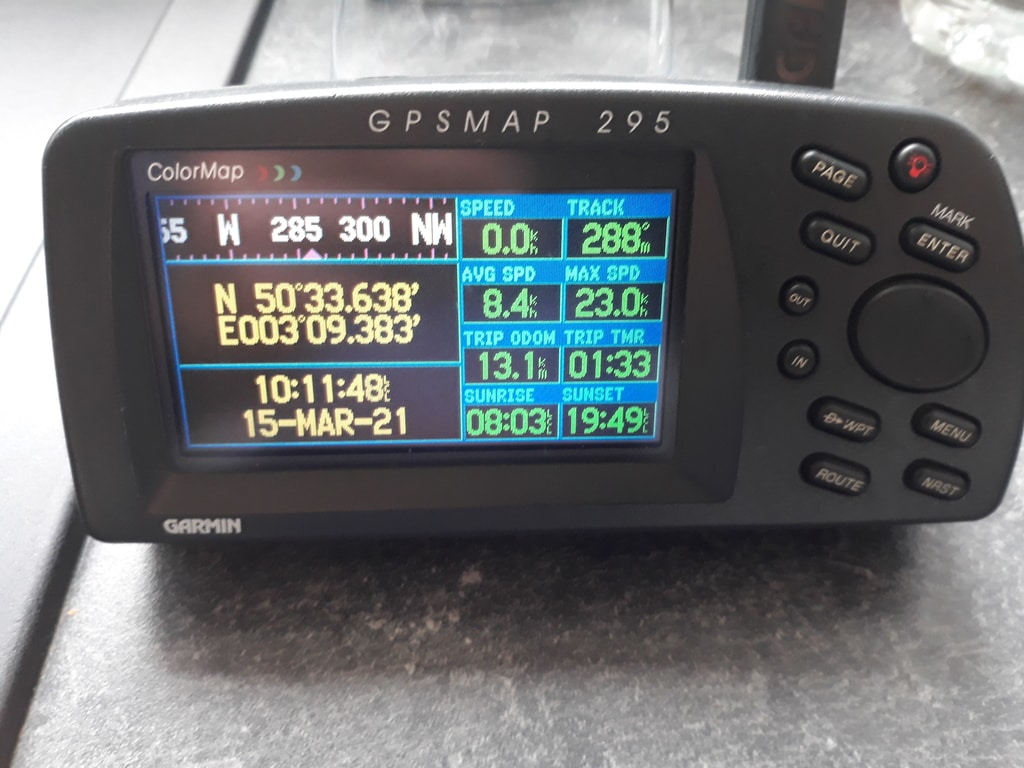 GPSMAP 295
ColorMap
55 W 285 300 NW
N 50°33.638'
E003°09.383'
10:11:48
15-MAR-21
SPEED TRACK
0.0 288°
AVG SPD MAX SPD
8.4 23.0
TRIP ODOM TRIP TMR
13.1 01:33
SUNRISE SUNSET
08:03 19:49
GARMIN
PAGE
QUIT
MARK
ENTER
OUT
IN
WPT
MENU
ROUTE
NRST